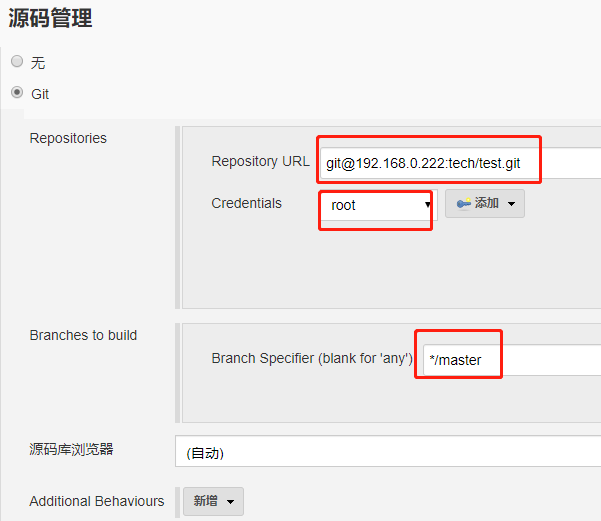 源码管理
无
Git
Repositories
Repository URL git@192.168.0.222:tech/test.git
Credentials root 添加
Branches to build
Branch Specifier (blank for 'any') */master
源码库浏览器 (自动)
Additional Behaviours 新增